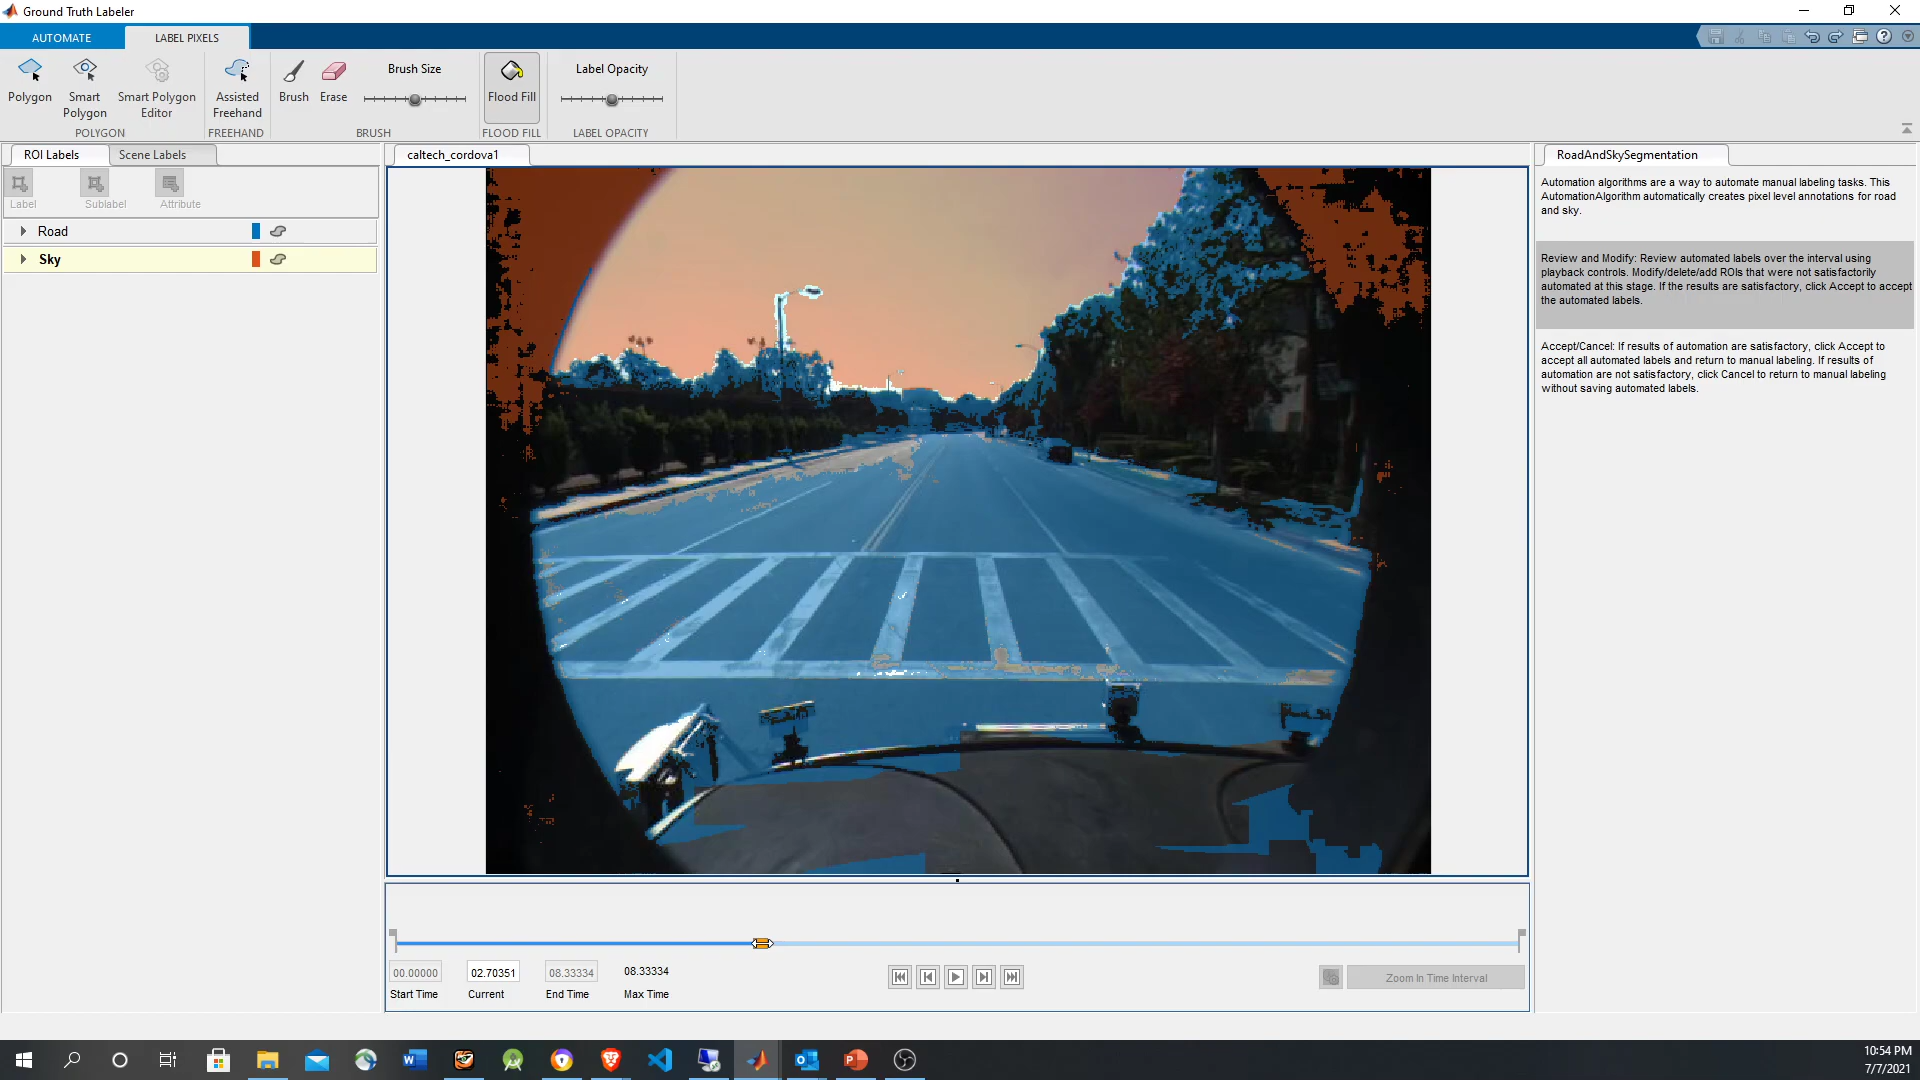 Ground Truth Labeler
AUTOMATE
LABEL PIXELS
Polygon
Smart
Polygon
Smart Polygon
Editor
POLYGON
Assisted
Freehand
FREEHAND
Brush
Erase
Brush Size
BRUSH
Flood Fill
FLOOD FILL
Label Opacity
LABEL OPACITY
ROI Labels
Scene Labels
Label
Sublabel
Attribute
Road
Sky
caltech_cordova1
RoadAndSkySegmentation
Automation algorithms are a way to automate manual labeling tasks. This
AutomationAlgorithm automatically creates pixel level annotations for road
and sky.
Review and Modify: Review automated labels over the interval using
playback controls. Modify/delete/add ROIs that were not satisfactorily
automated at this stage. If the results are satisfactory, click Accept to accept
the automated labels.
Accept/Cancel: If results of automation are satisfactory, click Accept to
accept all automated labels and return to manual labeling. If results of
automation are not satisfactory, click Cancel to return to manual labeling
without saving automated labels.
00.00000
02.70351
08.33334
08.33334
Start Time
Current
End Time
Max Time
Zoom In Time Interval
10:54 PM
7/7/2021